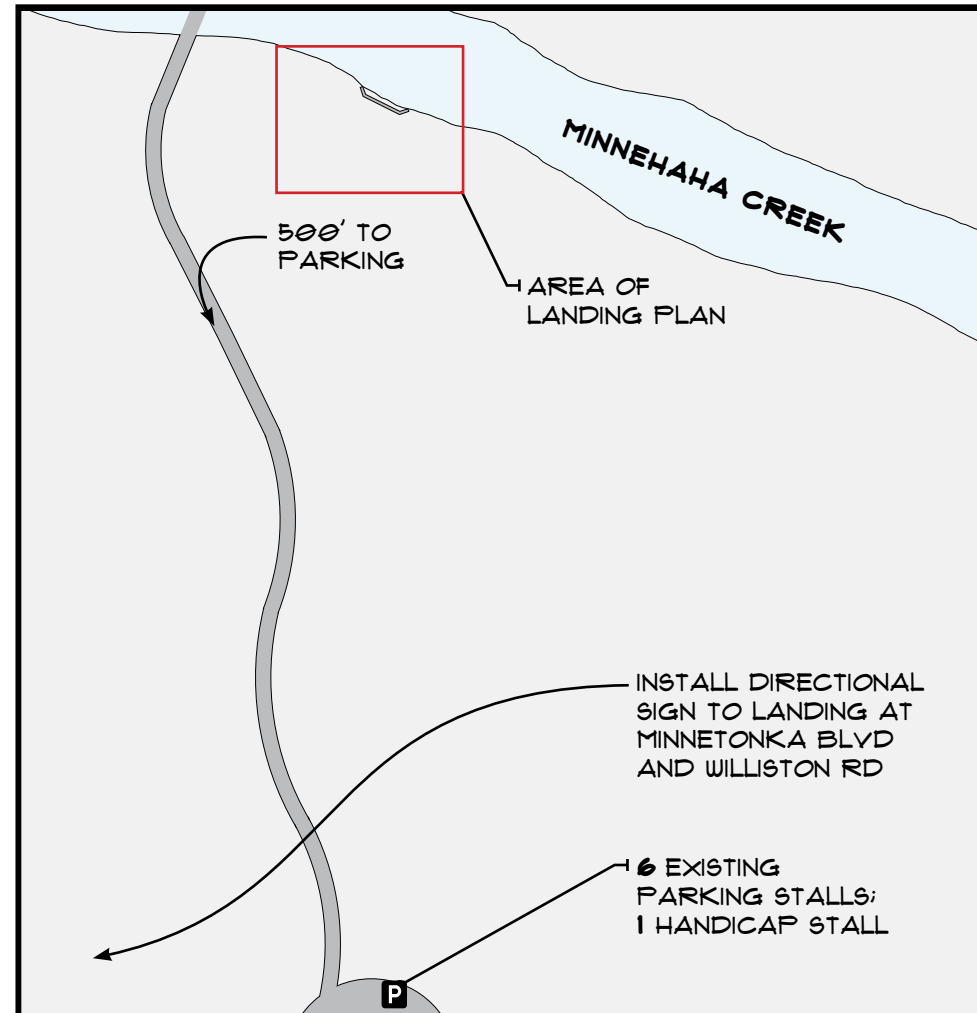 MINNEHAHA CREEK
500' TO
PARKING
AREA OF
LANDING PLAN
INSTALL DIRECTIONAL
SIGN TO LANDING AT
MINNETONKA BLVD
AND WILLISTON RD
6 EXISTING
PARKING STALLS;
1 HANDICAP STALL
P